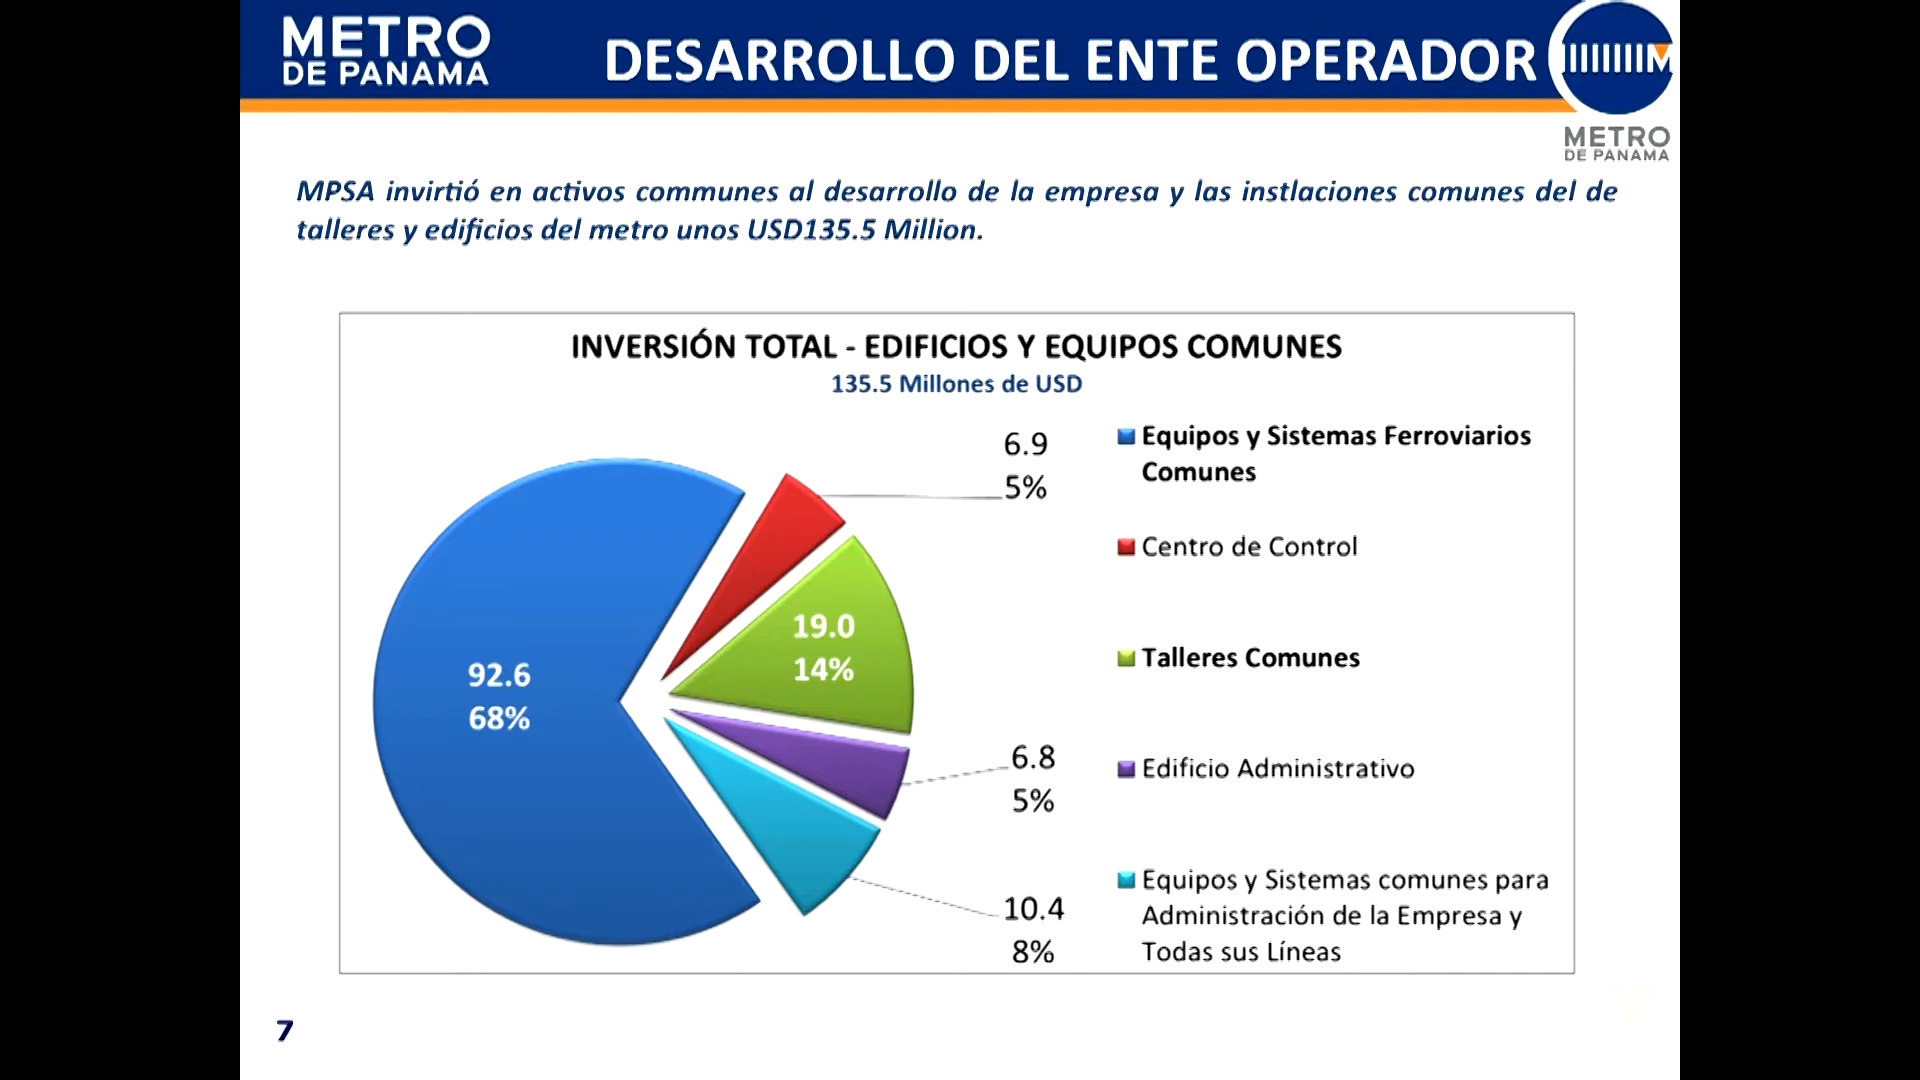 METRO
DE PANAMA
DESARROLLO DEL ENTE OPERADOR
M
METRO
DE PANAMA
MPSA invirtió en activos communes al desarrollo de la empresa y las instlaciones comunes del de
talleres y edificios del metro unos USD135.5 Million.
INVERSIÓN TOTAL - EDIFICIOS Y EQUIPOS COMUNES
135.5 Millones de USD
6.9
5%
19.0
14%
92.6
68%
6.8
5%
10.4
8%
Equipos y Sistemas Ferroviarios
Comunes
Centro de Control
Talleres Comunes
Edificio Administrativo
Equipos y Sistemas comunes para
Administración de la Empresa y
Todas sus Líneas
7